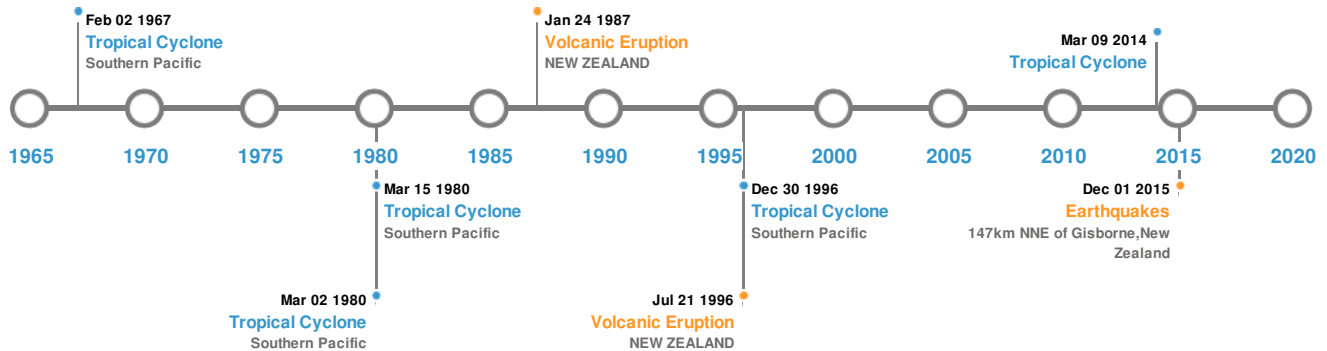 Feb 02 1967
Tropical Cyclone
Southern Pacific
Jan 24 1987
Volcanic Eruption
NEW ZEALAND
Mar 09 2014
Tropical Cyclone
1965 1970 1975 1980 1985 1990 1995 2000 2005 2010 2015 2020
Mar 15 1980
Tropical Cyclone
Southern Pacific
Dec 30 1996
Tropical Cyclone
Southern Pacific
Dec 01 2015
Earthquakes
147km NNE of Gisborne,New
Zealand
Mar 02 1980
Tropical Cyclone
Southern Pacific
Jul 21 1996
Volcanic Eruption
NEW ZEALAND